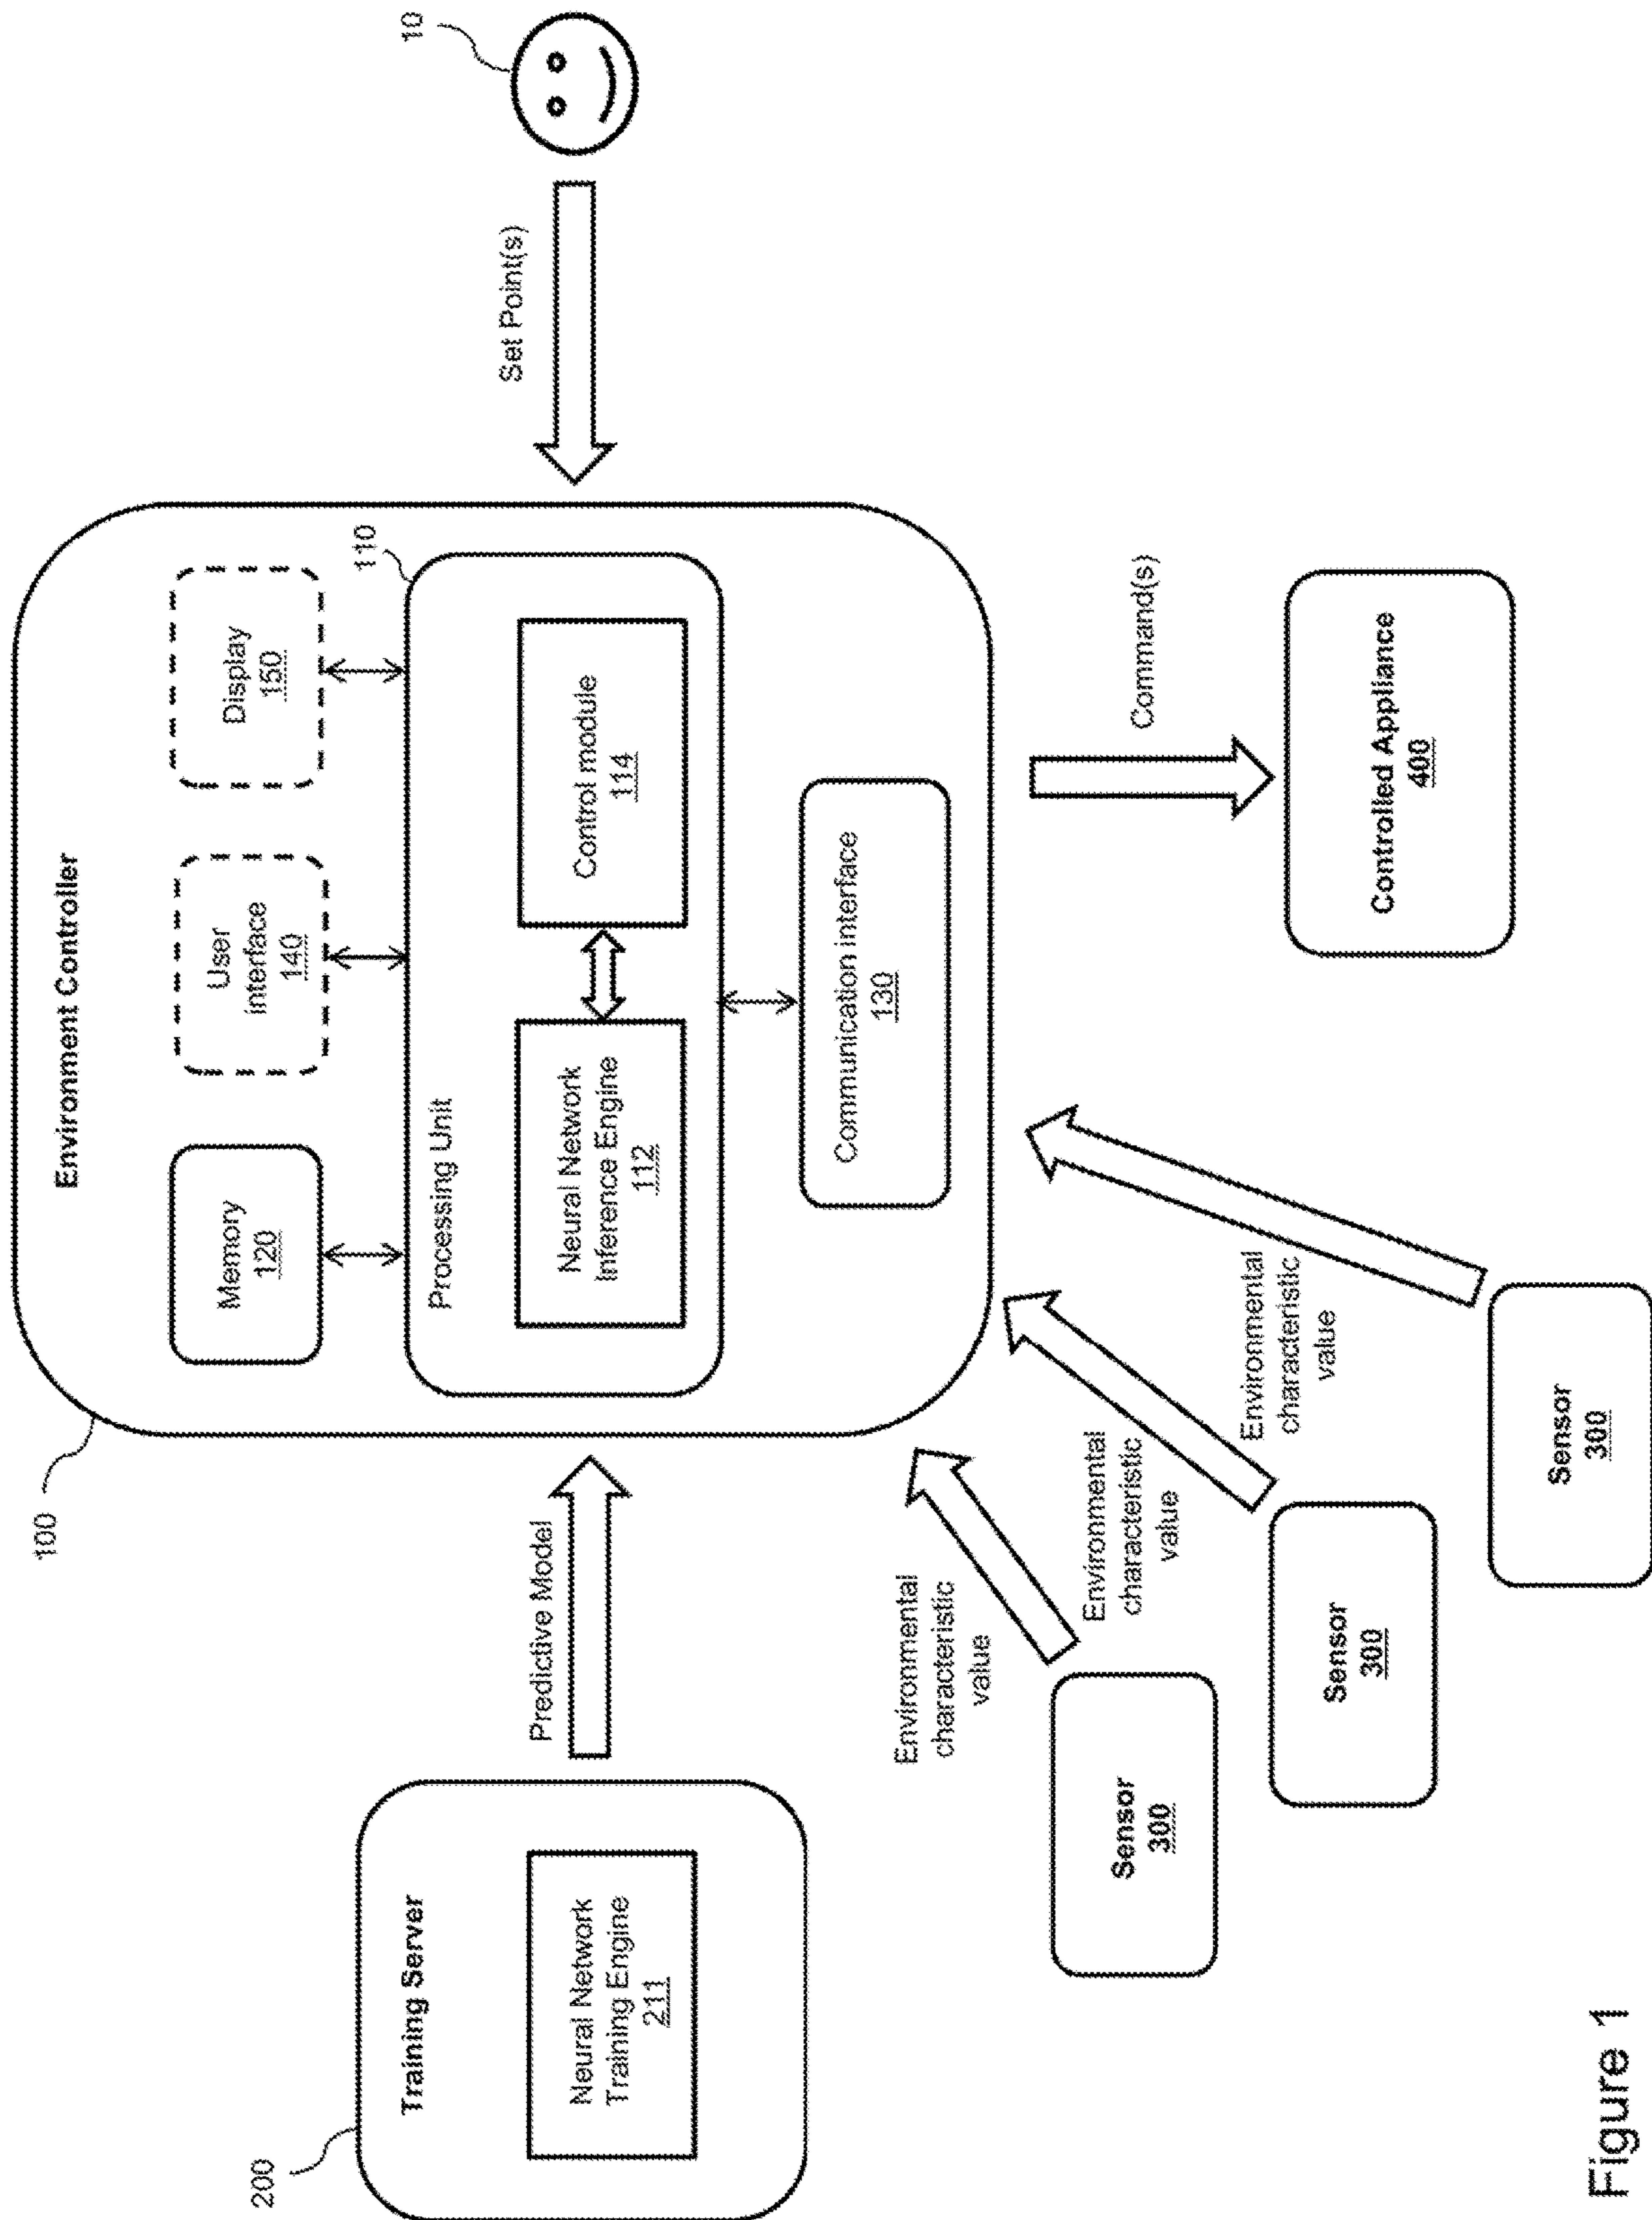 200
Training Server
Neural Network
Training Engine
211
Predictive Model
100
Environment Controller
Memory
120
User
interface
140
Display
150
110
Processing Unit
Neural Network
Inference Engine
112
Control module
114
Communication interface
130
Set Point(s)
10
Environmental
characteristic
value
Environmental
characteristic
value
Environmental
characteristic
value
Sensor
300
Sensor
300
Sensor
300
Command(s)
Controlled Appliance
400
Figure 1